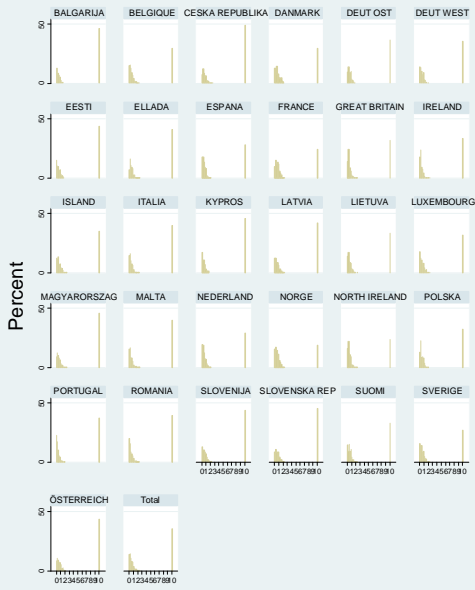 BALGARIJA BELGIQUE CESKA REPUBLIKA DANMARK DEUT OST DEUT WEST
50
0
EESTI ELLADA ESPANA FRANCE GREAT BRITAIN IRELAND
50
0
ISLAND ITALIA KYPROS LATVIA LIETUVA LUXEMBOURG
50
0
Percent
MAGYARORSZAG MALTA NEDERLAND NORGE NORTH IRELAND POLSKA
50
0
PORTUGAL ROMANIA SLOVENIJA SLOVENSKA REP SUOMI SVERIGE
50
0
012345678910 012345678910 012345678910 012345678910
ÖSTERREICH Total
50
0
012345678910 012345678910